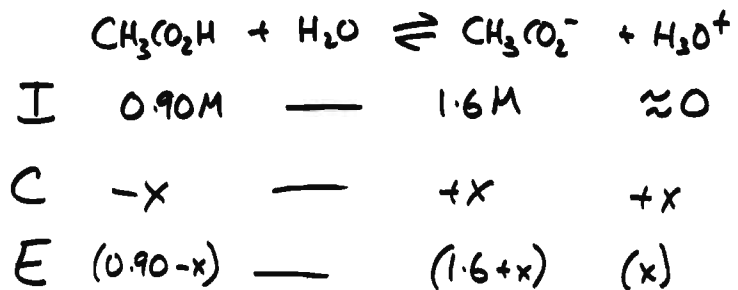 CH₃CO₂H + H₂O ⇌ CH₃CO₂⁻ + H₃O⁺
I 0.90M — 1.6M ≈0
C -x — +x +x
E (0.90-x) — (1.6+x) (x)